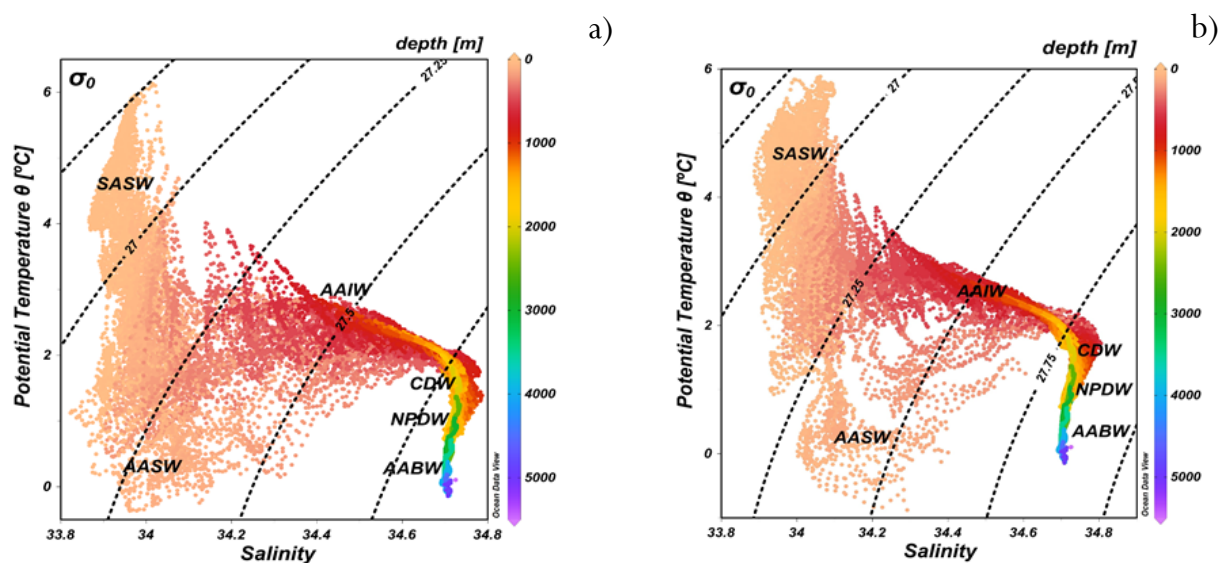 a)
depth [m]
σ0
27.25
6
4
2
0
Potential Temperature θ [ºC]
SASW
27
AAIW
27.5
CDW
NPDW
AASW
AABW
33.8
34
34.2
34.4
34.6
34.8
Salinity
0
1000
2000
3000
4000
5000
Ocean Data View
b)
depth [m]
σ0
27
27.5
6
4
2
0
Potential Temperature θ [ºC]
SASW
27.25
AAIW
27.75
CDW
NPDW
AASW
AABW
33.8
34
34.2
34.4
34.6
34.8
Salinity
0
1000
2000
3000
4000
5000
Ocean Data View